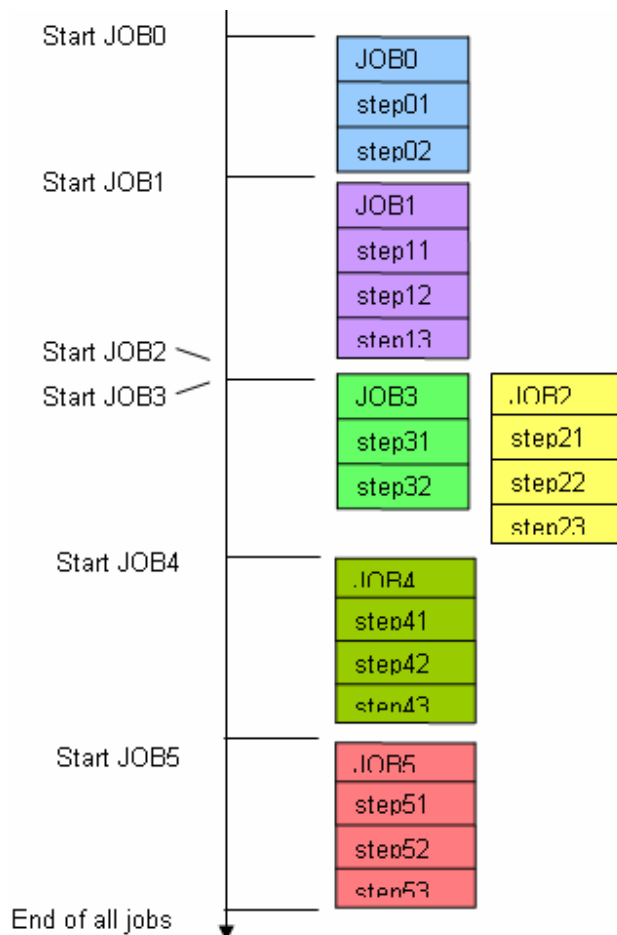 Start JOB0
JOB0
step01
step02
Start JOB1
JOB1
step11
step12
step13
Start JOB2
Start JOB3
JOB3
step31
step32
JOB2
step21
step22
step23
Start JOB4
JOB4
step41
step42
step43
Start JOB5
JOB5
step51
step52
step53
End of all jobs